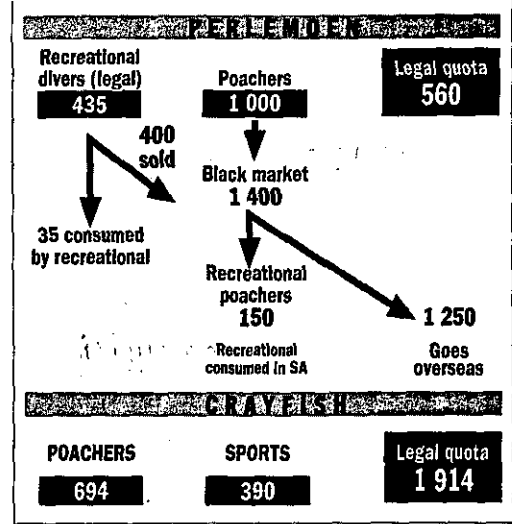 PERLEMOEN
Recreational
divers (legal)
435
Poachers
1 000
Legal quota
560
400
sold
Black market
1 400
35 consumed
by recreational
Recreational
poachers
150
Recreational
consumed in SA
1 250
Goes
overseas
CRAYFISH
POACHERS
694
SPORTS
390
Legal quota
1 914